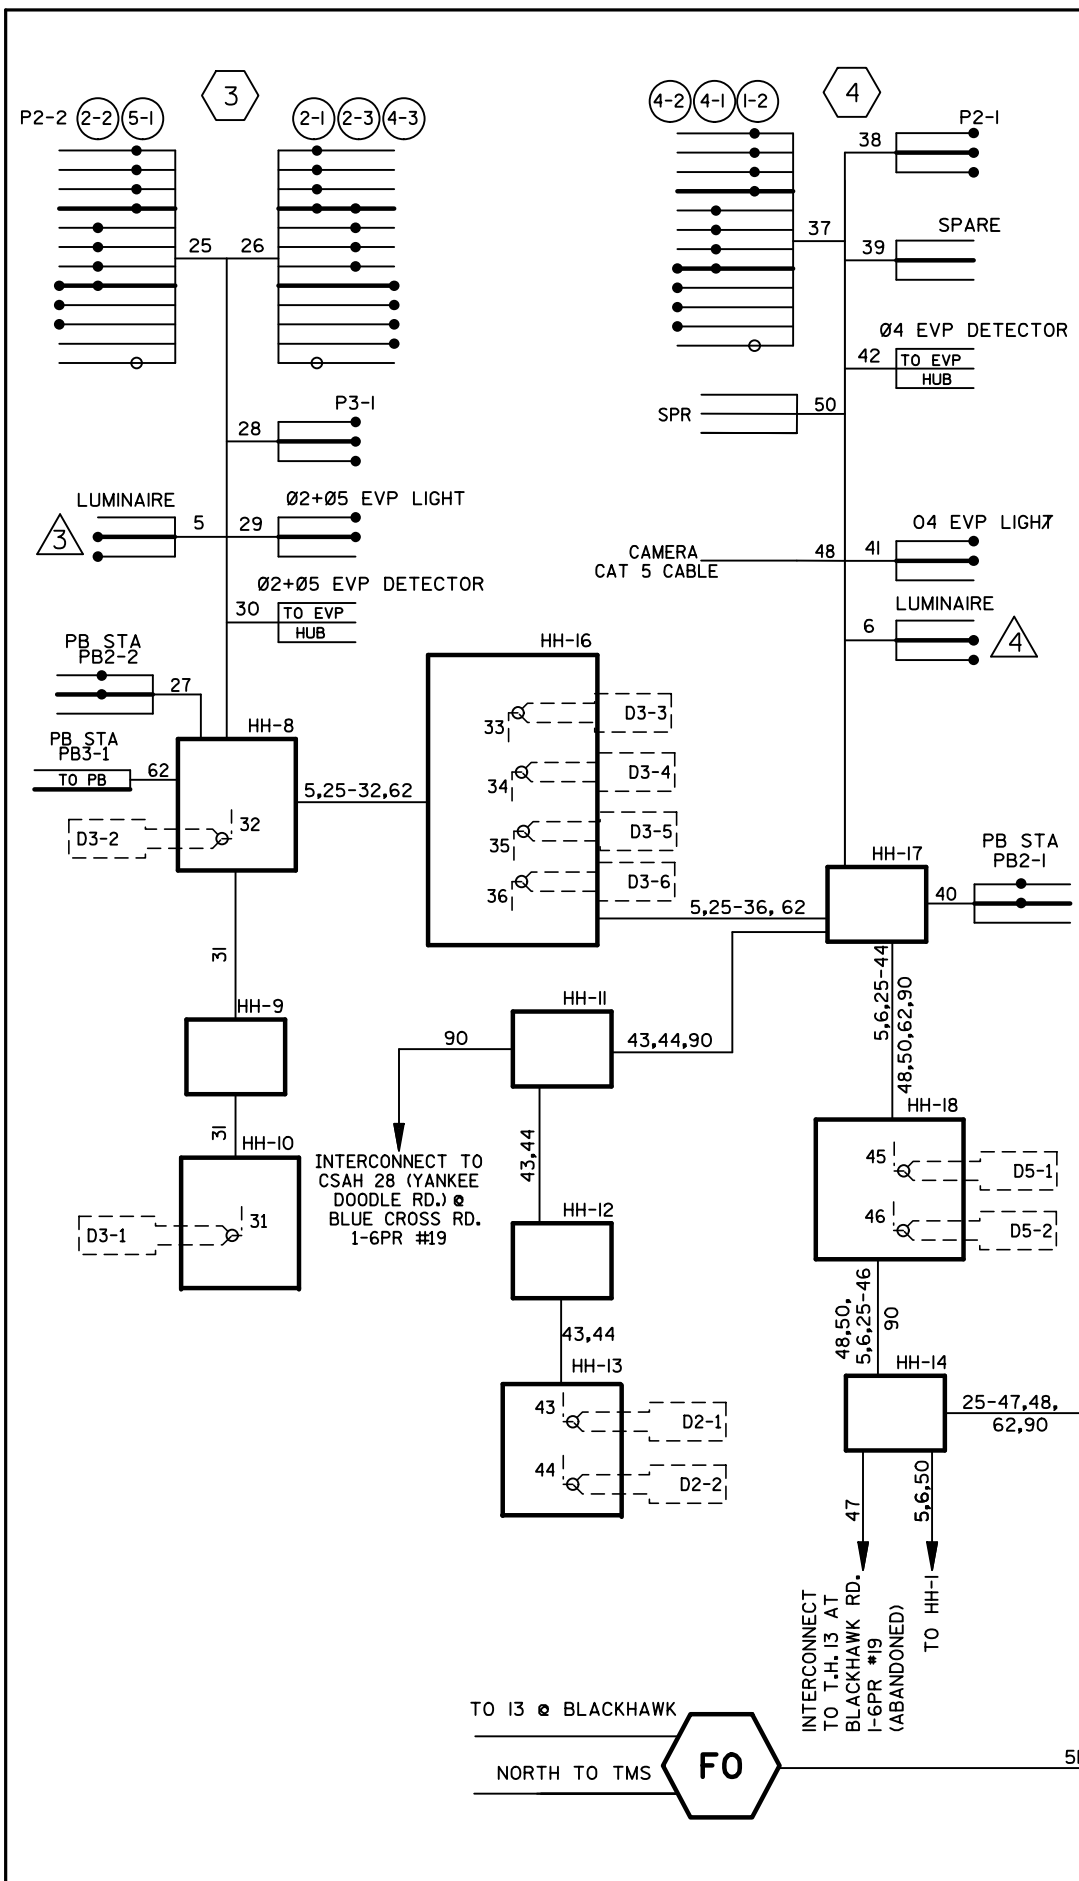 3
4
P2-2 2-2 5-1
2-1 2-3 4-3
4-2 4-1 1-2
P2-1
38
25 26
37
SPARE
39
Ø4 EVP DETECTOR
42 TO EVP
HUB
P3-1
28
SPR
50
LUMINAIRE
3
5 29
Ø2+Ø5 EVP LIGHT
Ø2+Ø5 EVP DETECTOR
30 TO EVP
HUB
CAMERA
CAT 5 CABLE
48 41
O4 EVP LIGHT
LUMINAIRE
6
4
PB STA
PB2-2
27
HH-8
PB STA
PB3-1
TO PB
62
D3-2
32
5,25-32,62
HH-16
33 D3-3
34 D3-4
35 D3-5
36 D3-6
5,25-36, 62
HH-17
40
PB STA
PB2-1
31
HH-9
31
HH-10
D3-1
31
HH-11
90
43,44,90
INTERCONNECT TO
CSAH 28 (YANKEE
DOODLE RD.) @
BLUE CROSS RD.
1-6PR #19
43,44
HH-12
43,44
HH-13
43 D2-1
44 D2-2
5,6,25-44
48,50,62,90
HH-18
45 D5-1
46 D5-2
48,50,
5,6,25-46
90
HH-14
25-47,48,
62,90
47
5,6,50
INTERCONNECT
TO T.H. 13 AT
BLACKHAWK RD.
1-6PR #19
(ABANDONED)
TO HH-1
TO 13 @ BLACKHAWK
NORTH TO TMS
FO